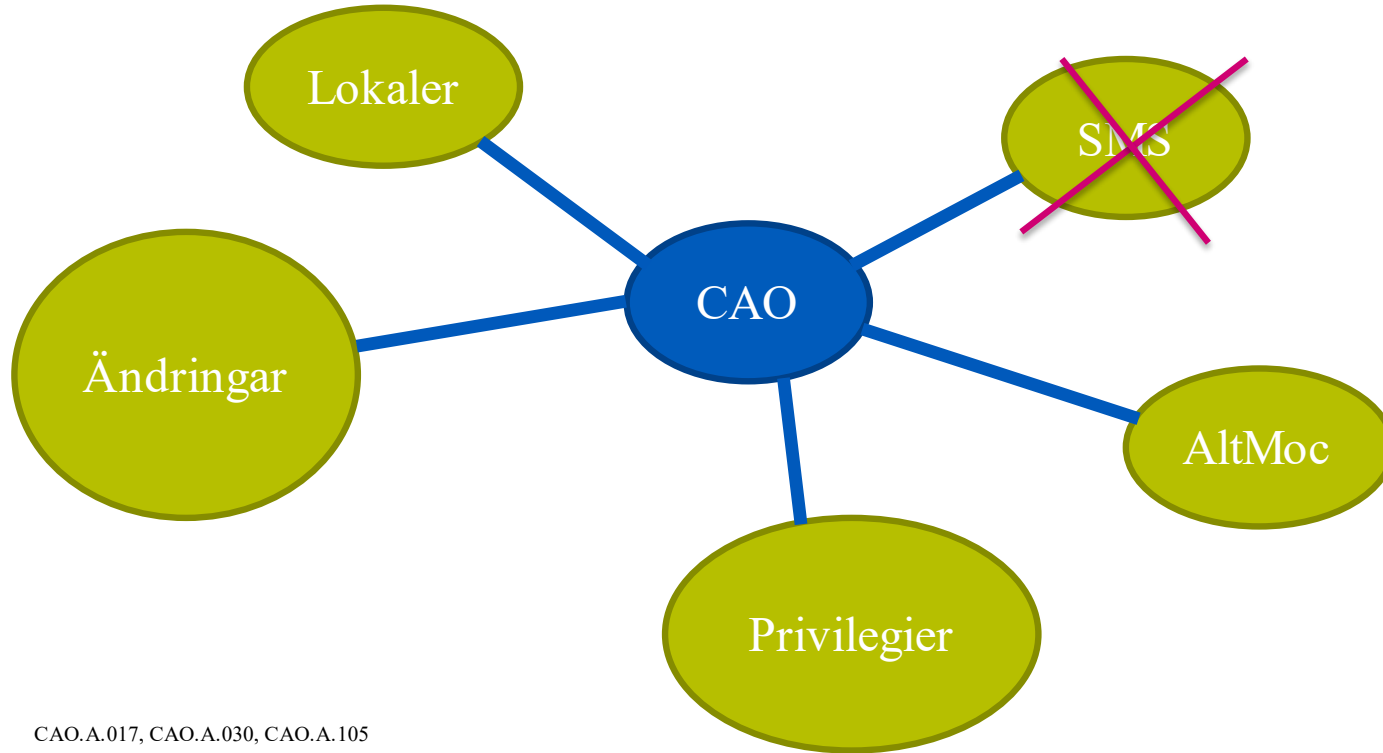 Lokaler
SMS
CAO
Ändringar
AltMoc
Privilegier
CAO.A.017, CAO.A.030, CAO.A.105